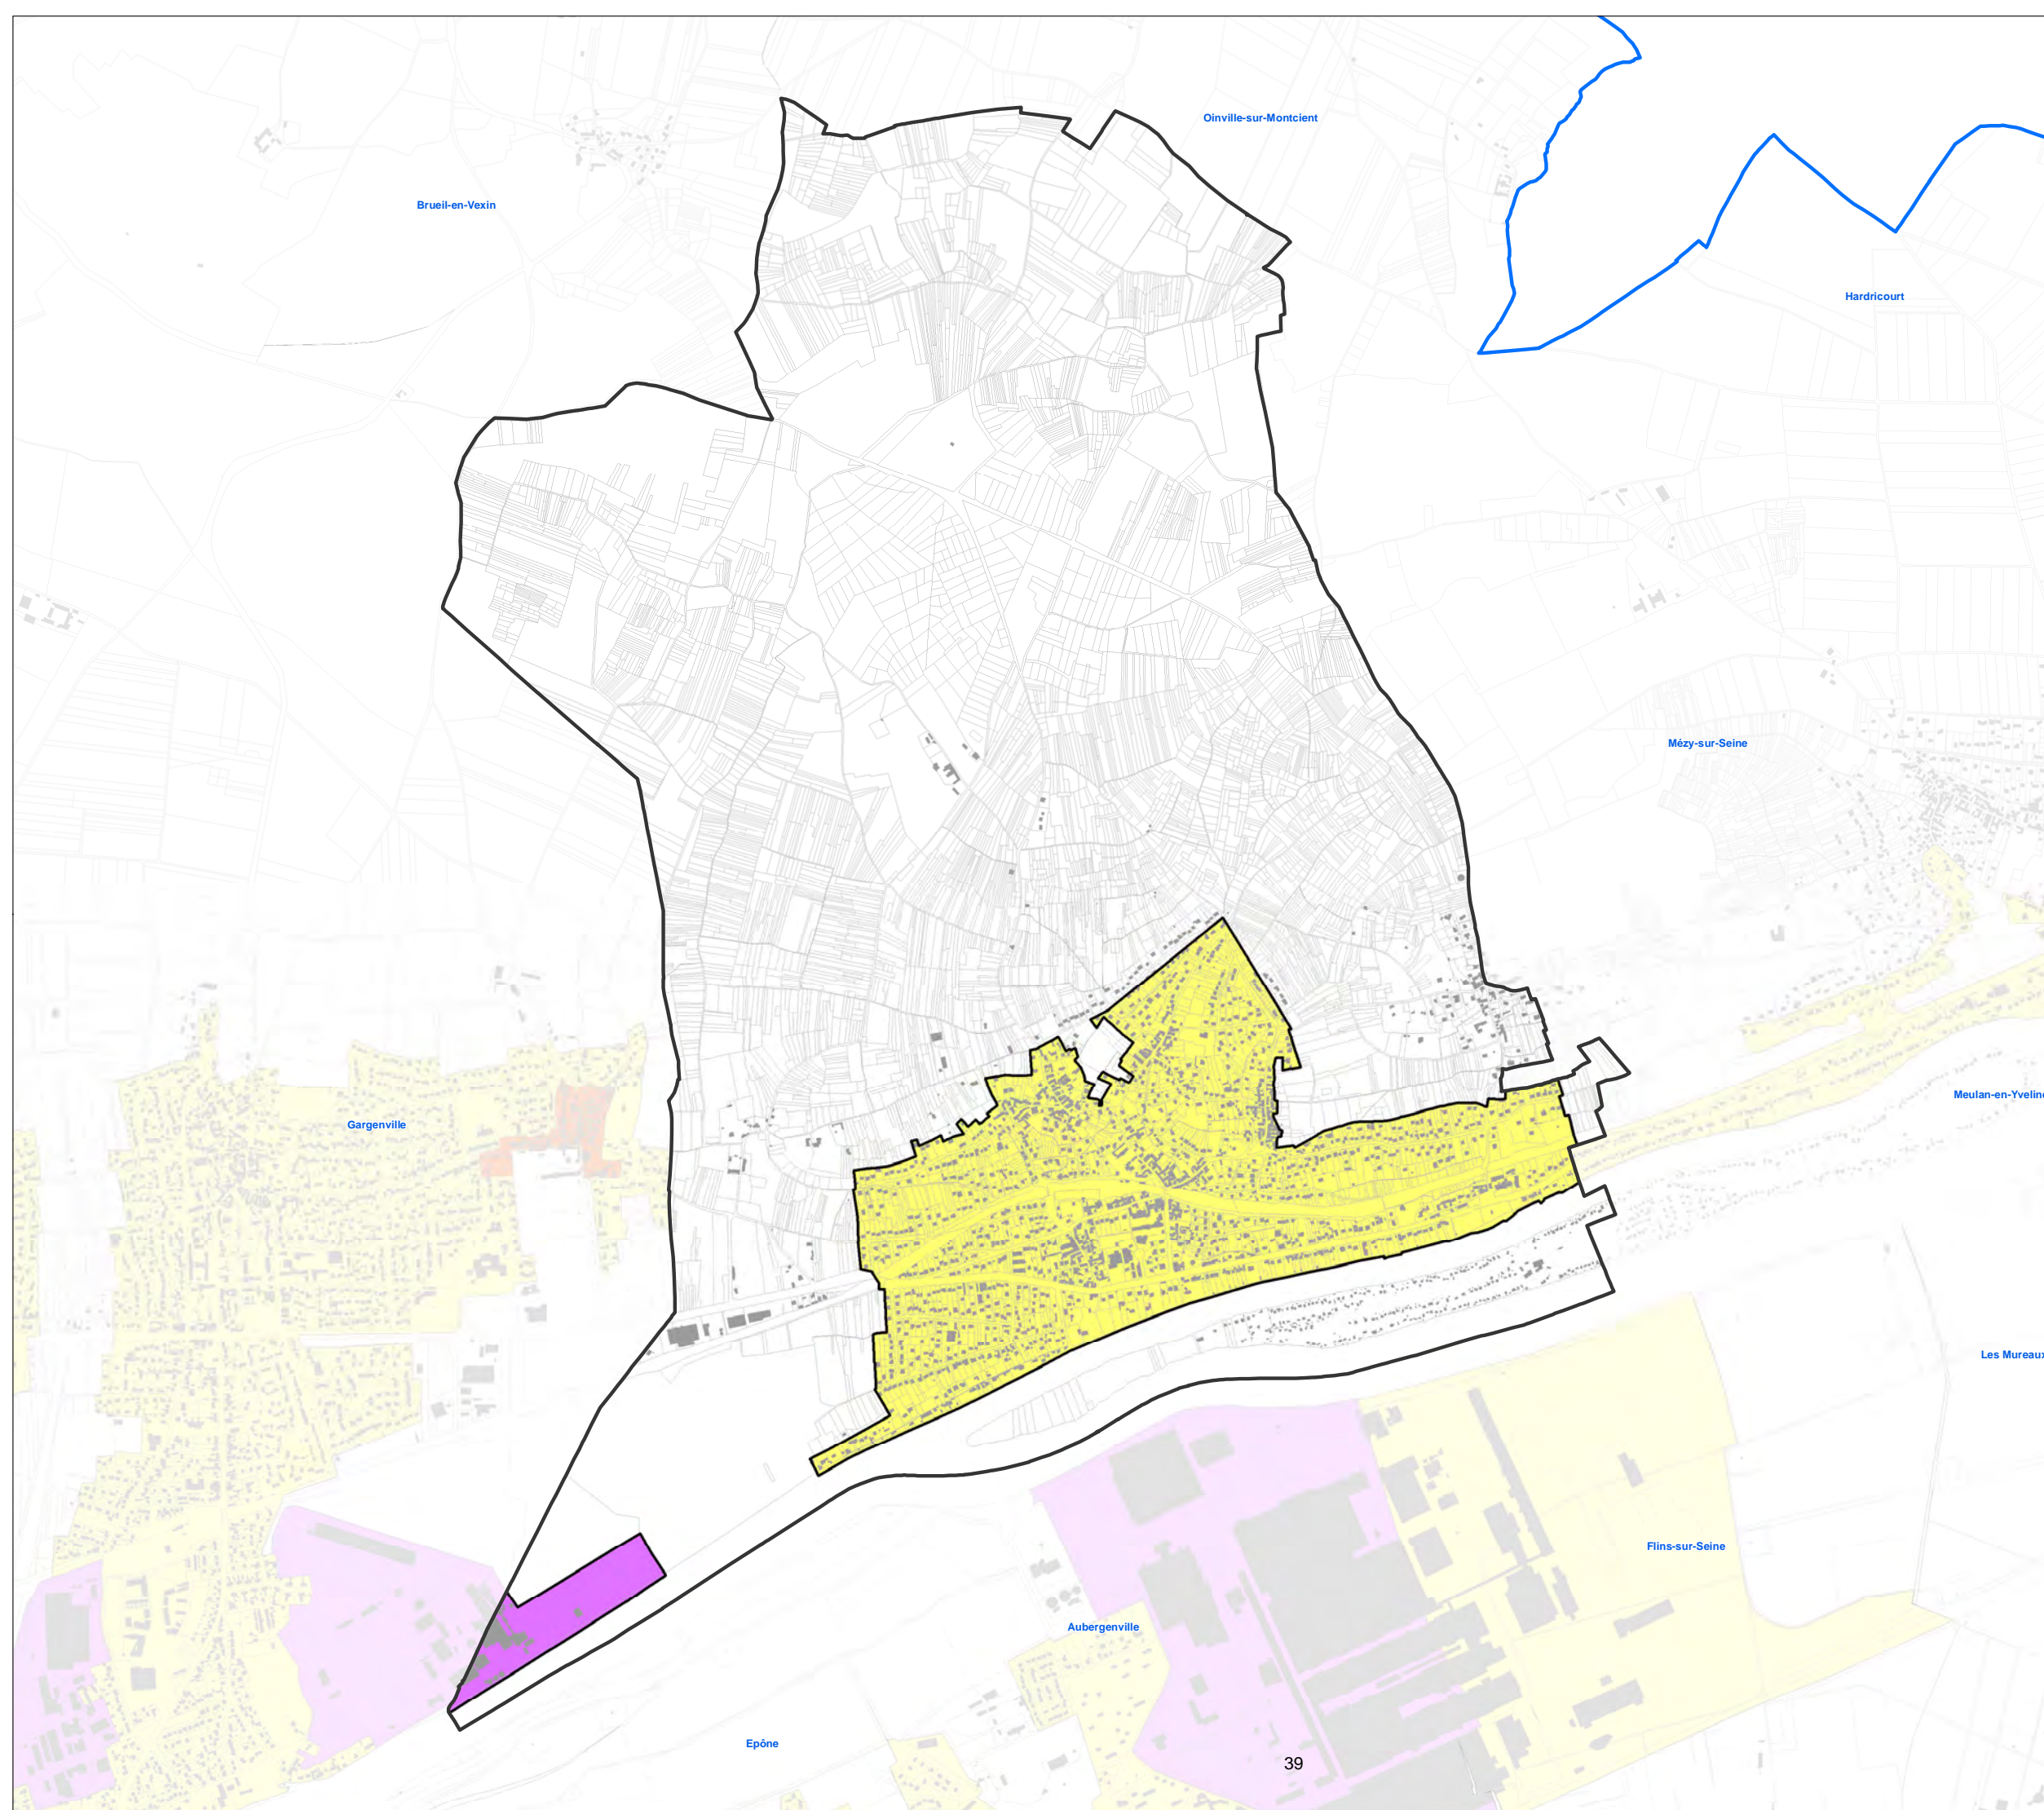 Oinville-sur-Montcient
Brueil-en-Vexin
Hardricourt
Mézy-sur-Seine
Meulan-en-Yveline
Gargenville
Les Mureaux
Flins-sur-Seine
Aubergenville
Epône
39